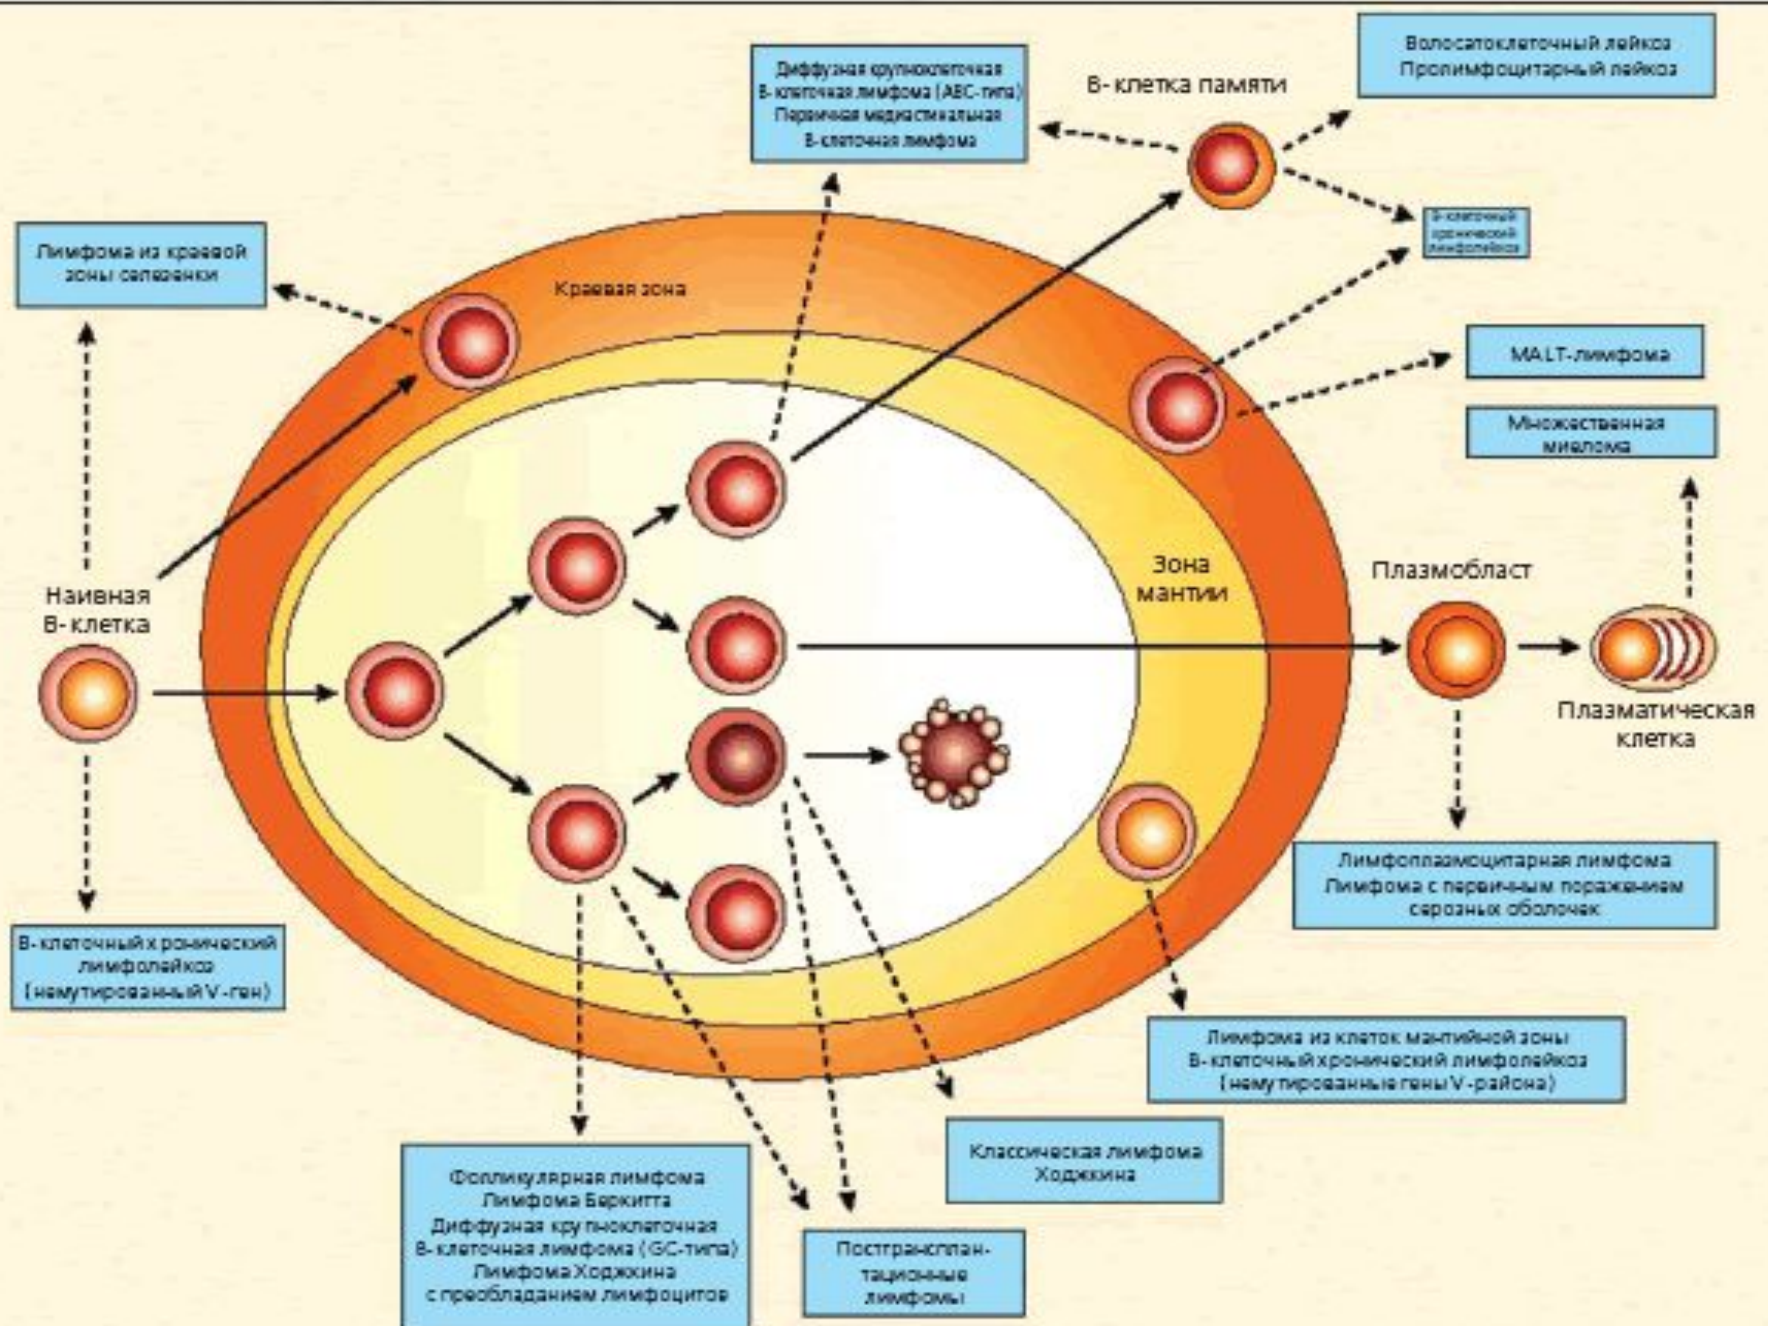 Диффузная крупноклеточная
В-клеточная лимфома (АВС-типа)
Первичная медиастинальная
В-клеточная лимфома
В-клетка памяти
Волосатоклеточный лейкоз
Пролимфоцитарный лейкоз
Лимфома из краевой
зоны селезенки
Краевая зона
В-клеточный
хронический
лимфолейкоз
MALT-лимфома
Множественная
миелома
Наивная
В-клетка
Зона
мантии
Плазмобласт
Плазматическая
клетка
Лимфоплазмоцитарная лимфома
Лимфома с первичным поражением
серозных оболочек
В-клеточный хронический
лимфолейкоз
(немутированный V-ген)
Лимфома из клеток мантийной зоны
В-клеточный хронический лимфолейкоз
(немутированные гены V-района)
Классическая лимфома
Ходжкина
Фолликулярная лимфома
Лимфома Беркитта
Диффузная крупноклеточная
В-клеточная лимфома (GC-типа)
Лимфома Ходжкина
с преобладанием лимфоцитов
Постгрансплан-
тационные
лимфомы